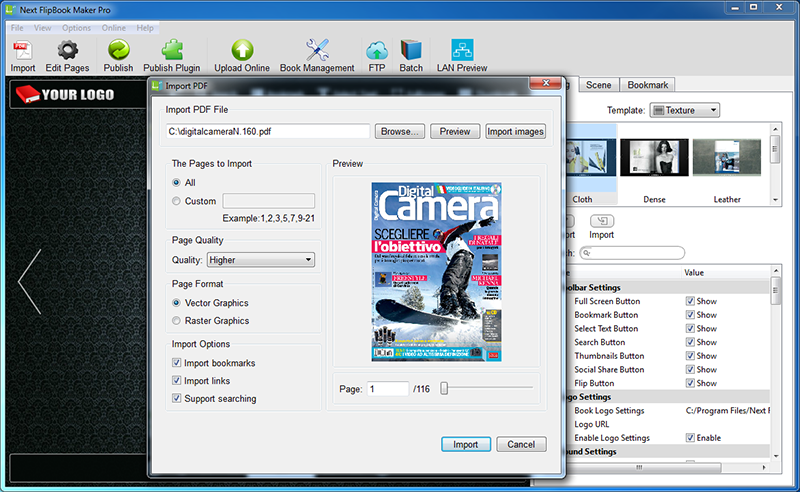 Next FlipBook Maker Pro
File View Options Online Help
Import Edit Pages Publish Publish Plugin Upload Online Book Management FTP Batch LAN Preview
YOUR LOGO
Import PDF
Scene Bookmark
Import PDF File
Template: Texture
C:\digitalcameraN.160.pdf Browse... Preview Import images
The Pages to Import
Preview
All
Custom
Example:1,2,3,5,7,9-21
Page Quality
Quality: Higher
Page Format
Vector Graphics
Raster Graphics
Import Options
Import bookmarks
Import links
Support searching
Digital
Camera
SCEGLIERE
l'obiettivo
I REGALI
DI NATALE
FREESTYLE
MICHAEL
KENNA
Page: 1 /116
Import Cancel
Cloth Dense Leather
Import
Value
Full Screen Button Show
Bookmark Button Show
Select Text Button Show
Search Button Show
Thumbnails Button Show
Social Share Button Show
Flip Button Show
Book Logo Settings C:/Program Files/Next
Logo URL
Enable Logo Settings Enable